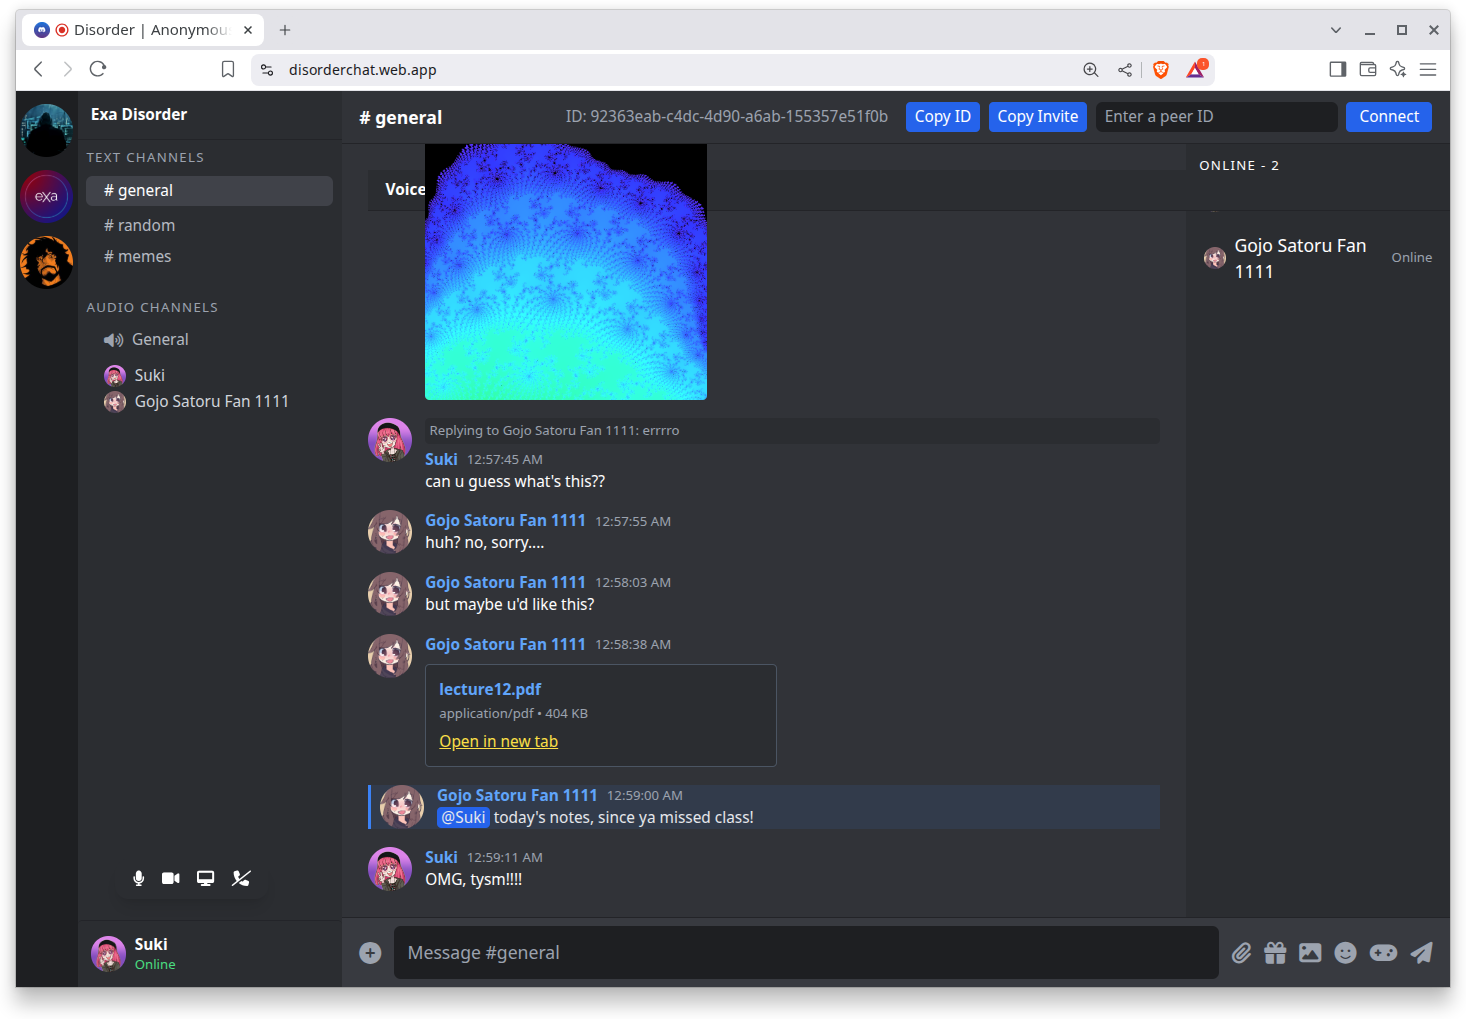 Disorder | Anonymou
disorderchat.web.app
1
exa
Exa Disorder
TEXT CHANNELS
# general
# random
# memes
AUDIO CHANNELS
General
Suki
Gojo Satoru Fan 1111
Suki
Online
# general
ID: 92363eab-c4dc-4d90-a6ab-155357e51f0b
Copy ID
Copy Invite
Enter a peer ID
Connect
Voice
Replying to Gojo Satoru Fan 1111: errrro
Suki 12:57:45 AM
can u guess what's this??
Gojo Satoru Fan 1111 12:57:55 AM
huh? no, sorry....
Gojo Satoru Fan 1111 12:58:03 AM
but maybe u'd like this?
Gojo Satoru Fan 1111 12:58:38 AM
lecture12.pdf
application/pdf • 404 KB
Open in new tab
Gojo Satoru Fan 1111 12:59:00 AM
@Suki today's notes, since ya missed class!
Suki 12:59:11 AM
OMG, tysm!!!!
Message #general
ONLINE - 2
Gojo Satoru Fan
1111
Online